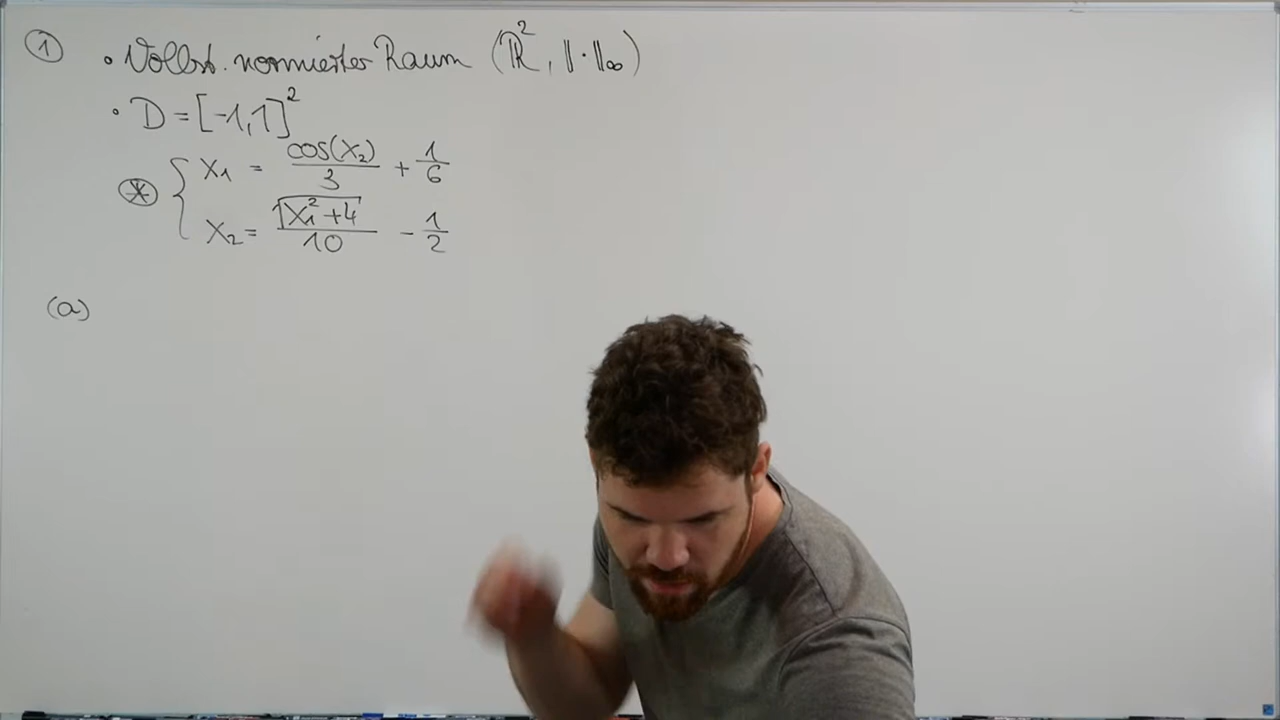 ① • Vollst. normierter Raum (ℝ², ‖·‖∞)
• D = [-1,1]²
⊛ { x₁ = cos(x₂)/3 + 1/6
x₂ = √(x₁² + 4)/10 - 1/2
(a)